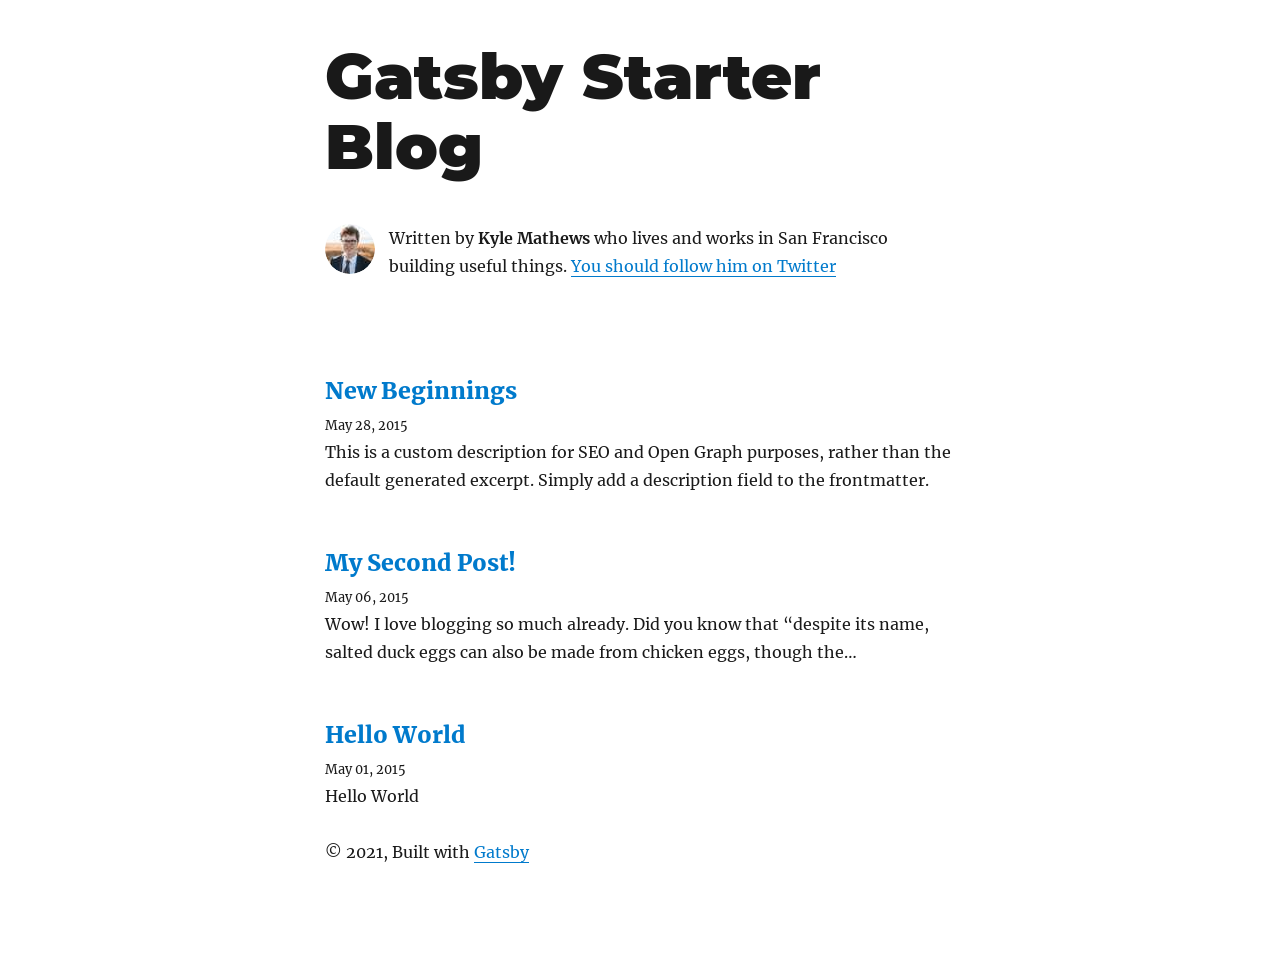 Gatsby Starter
Blog
Written by Kyle Mathews who lives and works in San Francisco
building useful things. You should follow him on Twitter
New Beginnings
May 28, 2015
This is a custom description for SEO and Open Graph purposes, rather than the
default generated excerpt. Simply add a description field to the frontmatter.
My Second Post!
May 06, 2015
Wow! I love blogging so much already. Did you know that “despite its name,
salted duck eggs can also be made from chicken eggs, though the…
Hello World
May 01, 2015
Hello World
© 2021, Built with Gatsby